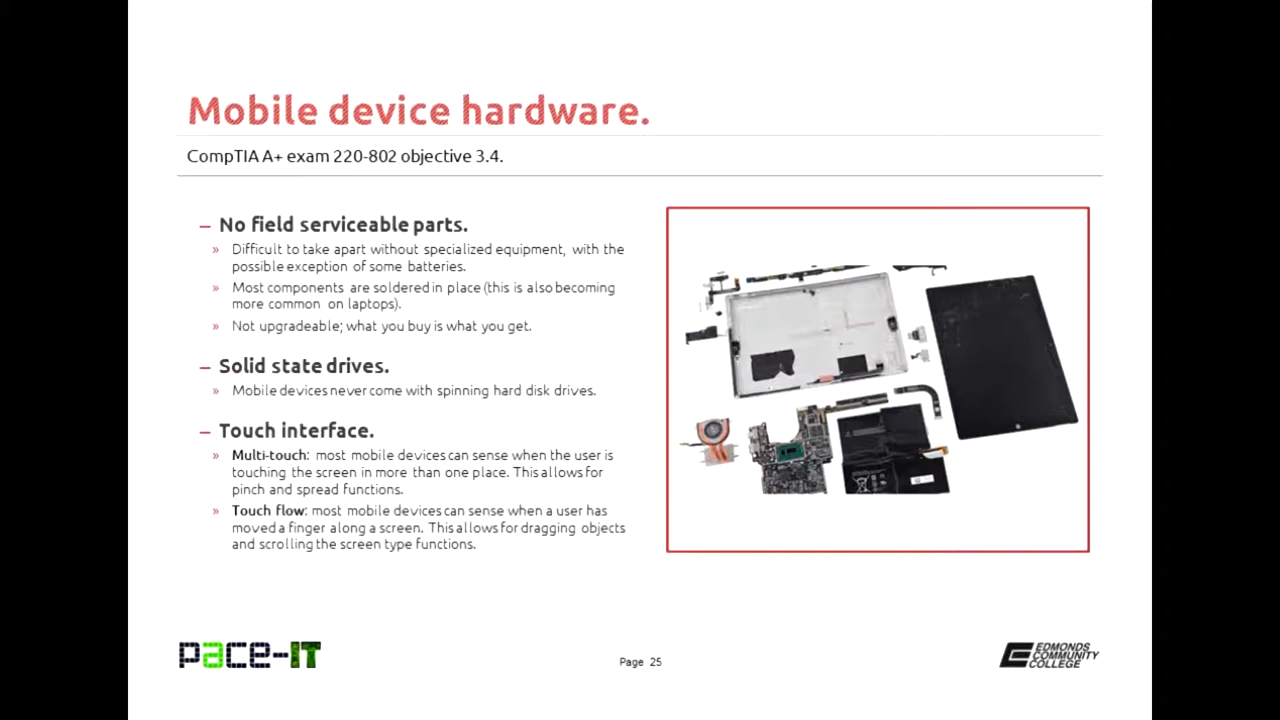 Mobile device hardware.
CompTIA A+ exam 220-802 objective 3.4.
– No field serviceable parts.
» Difficult to take apart without specialized equipment, with the
possible exception of some batteries.
» Most components are soldered in place (this is also becoming
more common on laptops).
» Not upgradeable; what you buy is what you get.
– Solid state drives.
» Mobile devices never come with spinning hard disk drives.
– Touch interface.
» Multi-touch: most mobile devices can sense when the user is
touching the screen in more than one place. This allows for
pinch and spread functions.
» Touch flow: most mobile devices can sense when a user has
moved a finger along a screen. This allows for dragging objects
and scrolling the screen type functions.
pace-IT
Page 25
EDMONDS
COMMUNITY
COLLEGE